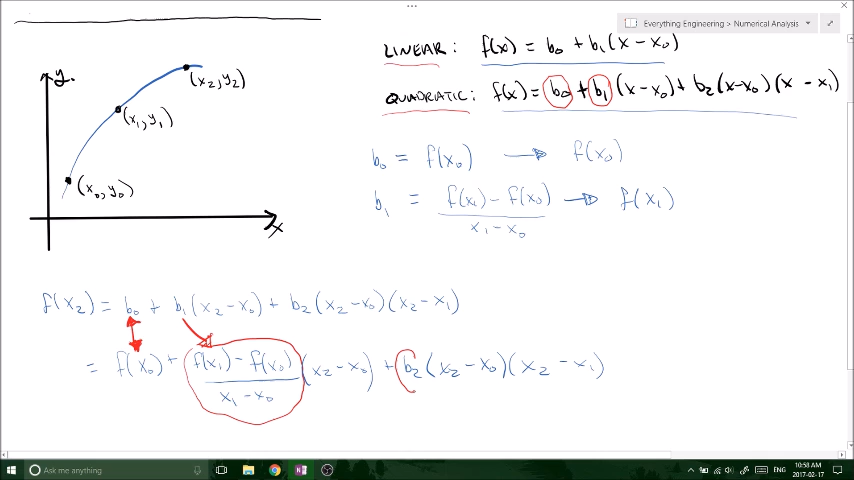 Everything Engineering > Numerical Analysis
LINEAR: f(x) = b₀ + b₁(x - x₀)
QUADRATIC: f(x) = b₀ + b₁(x - x₀) + b₂(x-x₀)(x - x₁)
y
(x₂, y₂)
(x₁, y₁)
(x₀, y₀)
x
b₀ = f(x₀) → f(x₀)
b₁ = f(x₁) - f(x₀) → f(x₁)
x₁ - x₀
f(x₂) = b₀ + b₁(x₂ - x₀) + b₂(x₂ - x₀)(x₂ - x₁)
= f(x₀) + f(x₁) - f(x₀) (x₂ - x₀) + b₂(x₂ - x₀)(x₂ - x₁)
x₁ - x₀
Ask me anything
ENG
10:58 AM
2017-02-17